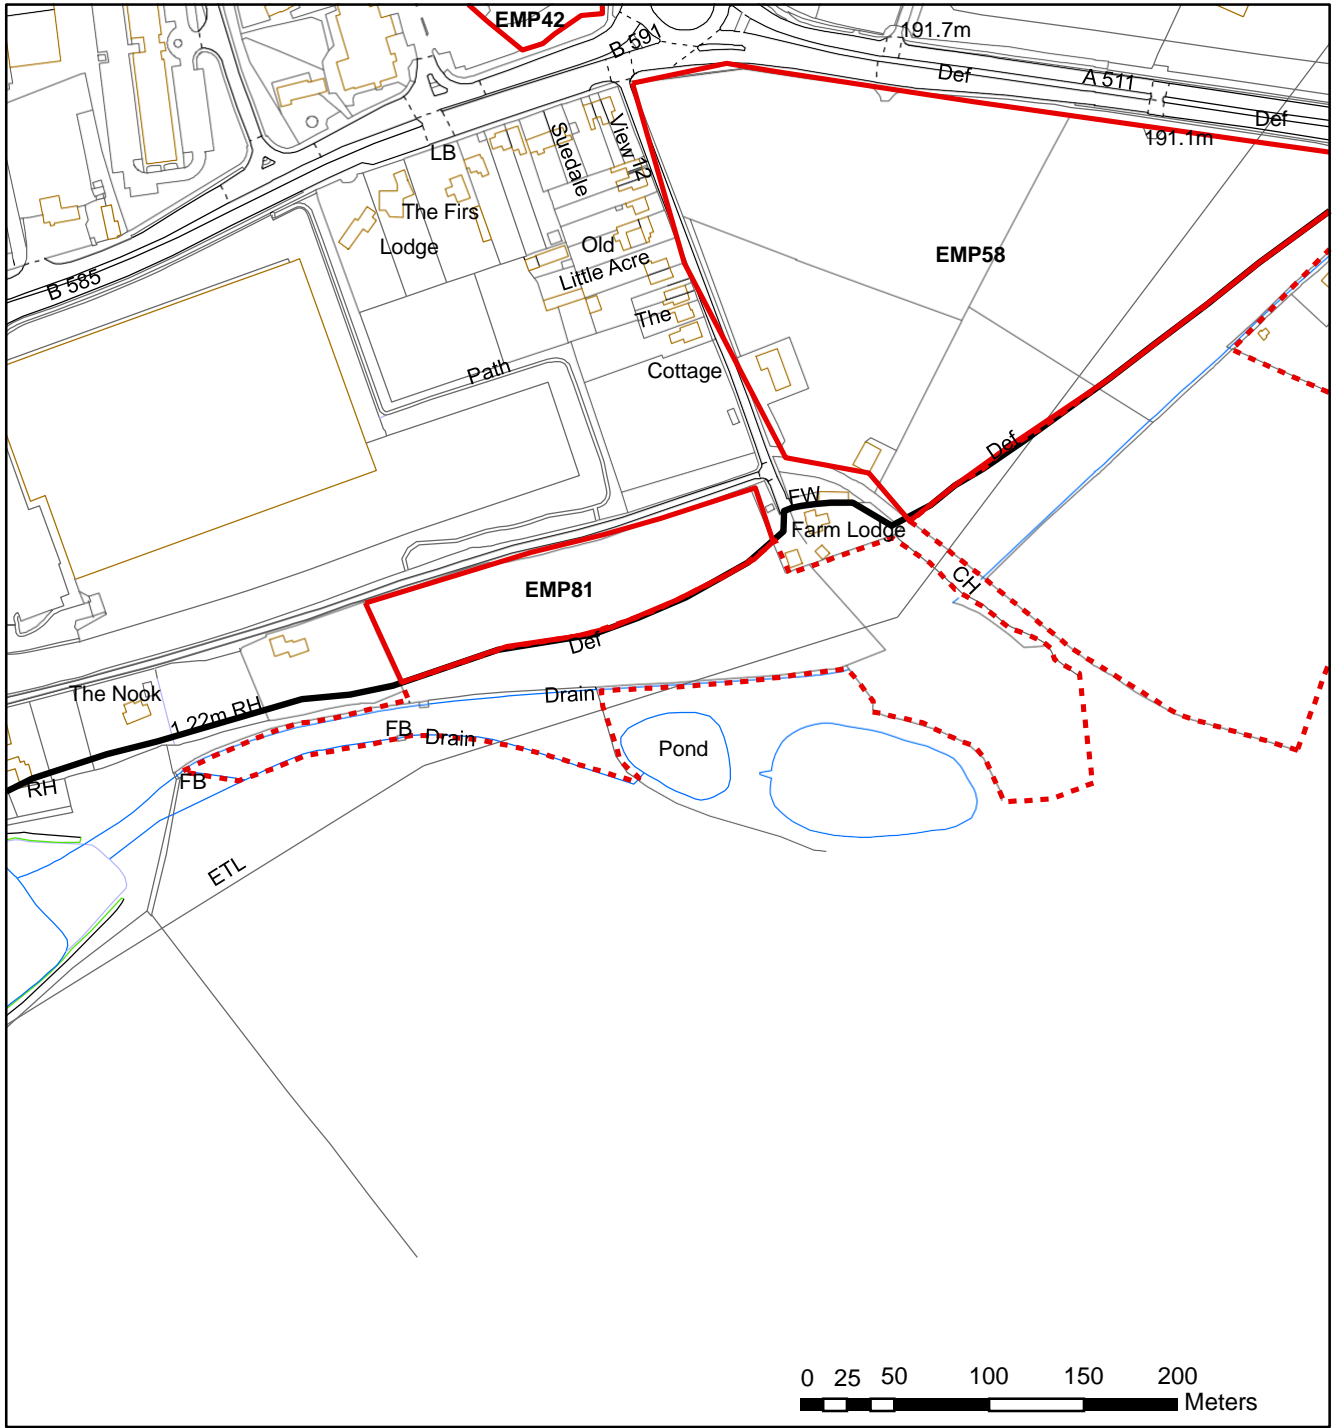 EMP42
B 591
191.7m
Def
A 511
Def
191.1m
LB
Suedale
View 12
The Firs
Lodge
Old
Little Acre
EMP58
B 585
The
Path
Cottage
Def
FW
Farm Lodge
CH
EMP81
Def
The Nook
1.22m RH
Drain
FB
Drain
Pond
FB
RH
ETL
0 25 50 100 150 200
Meters